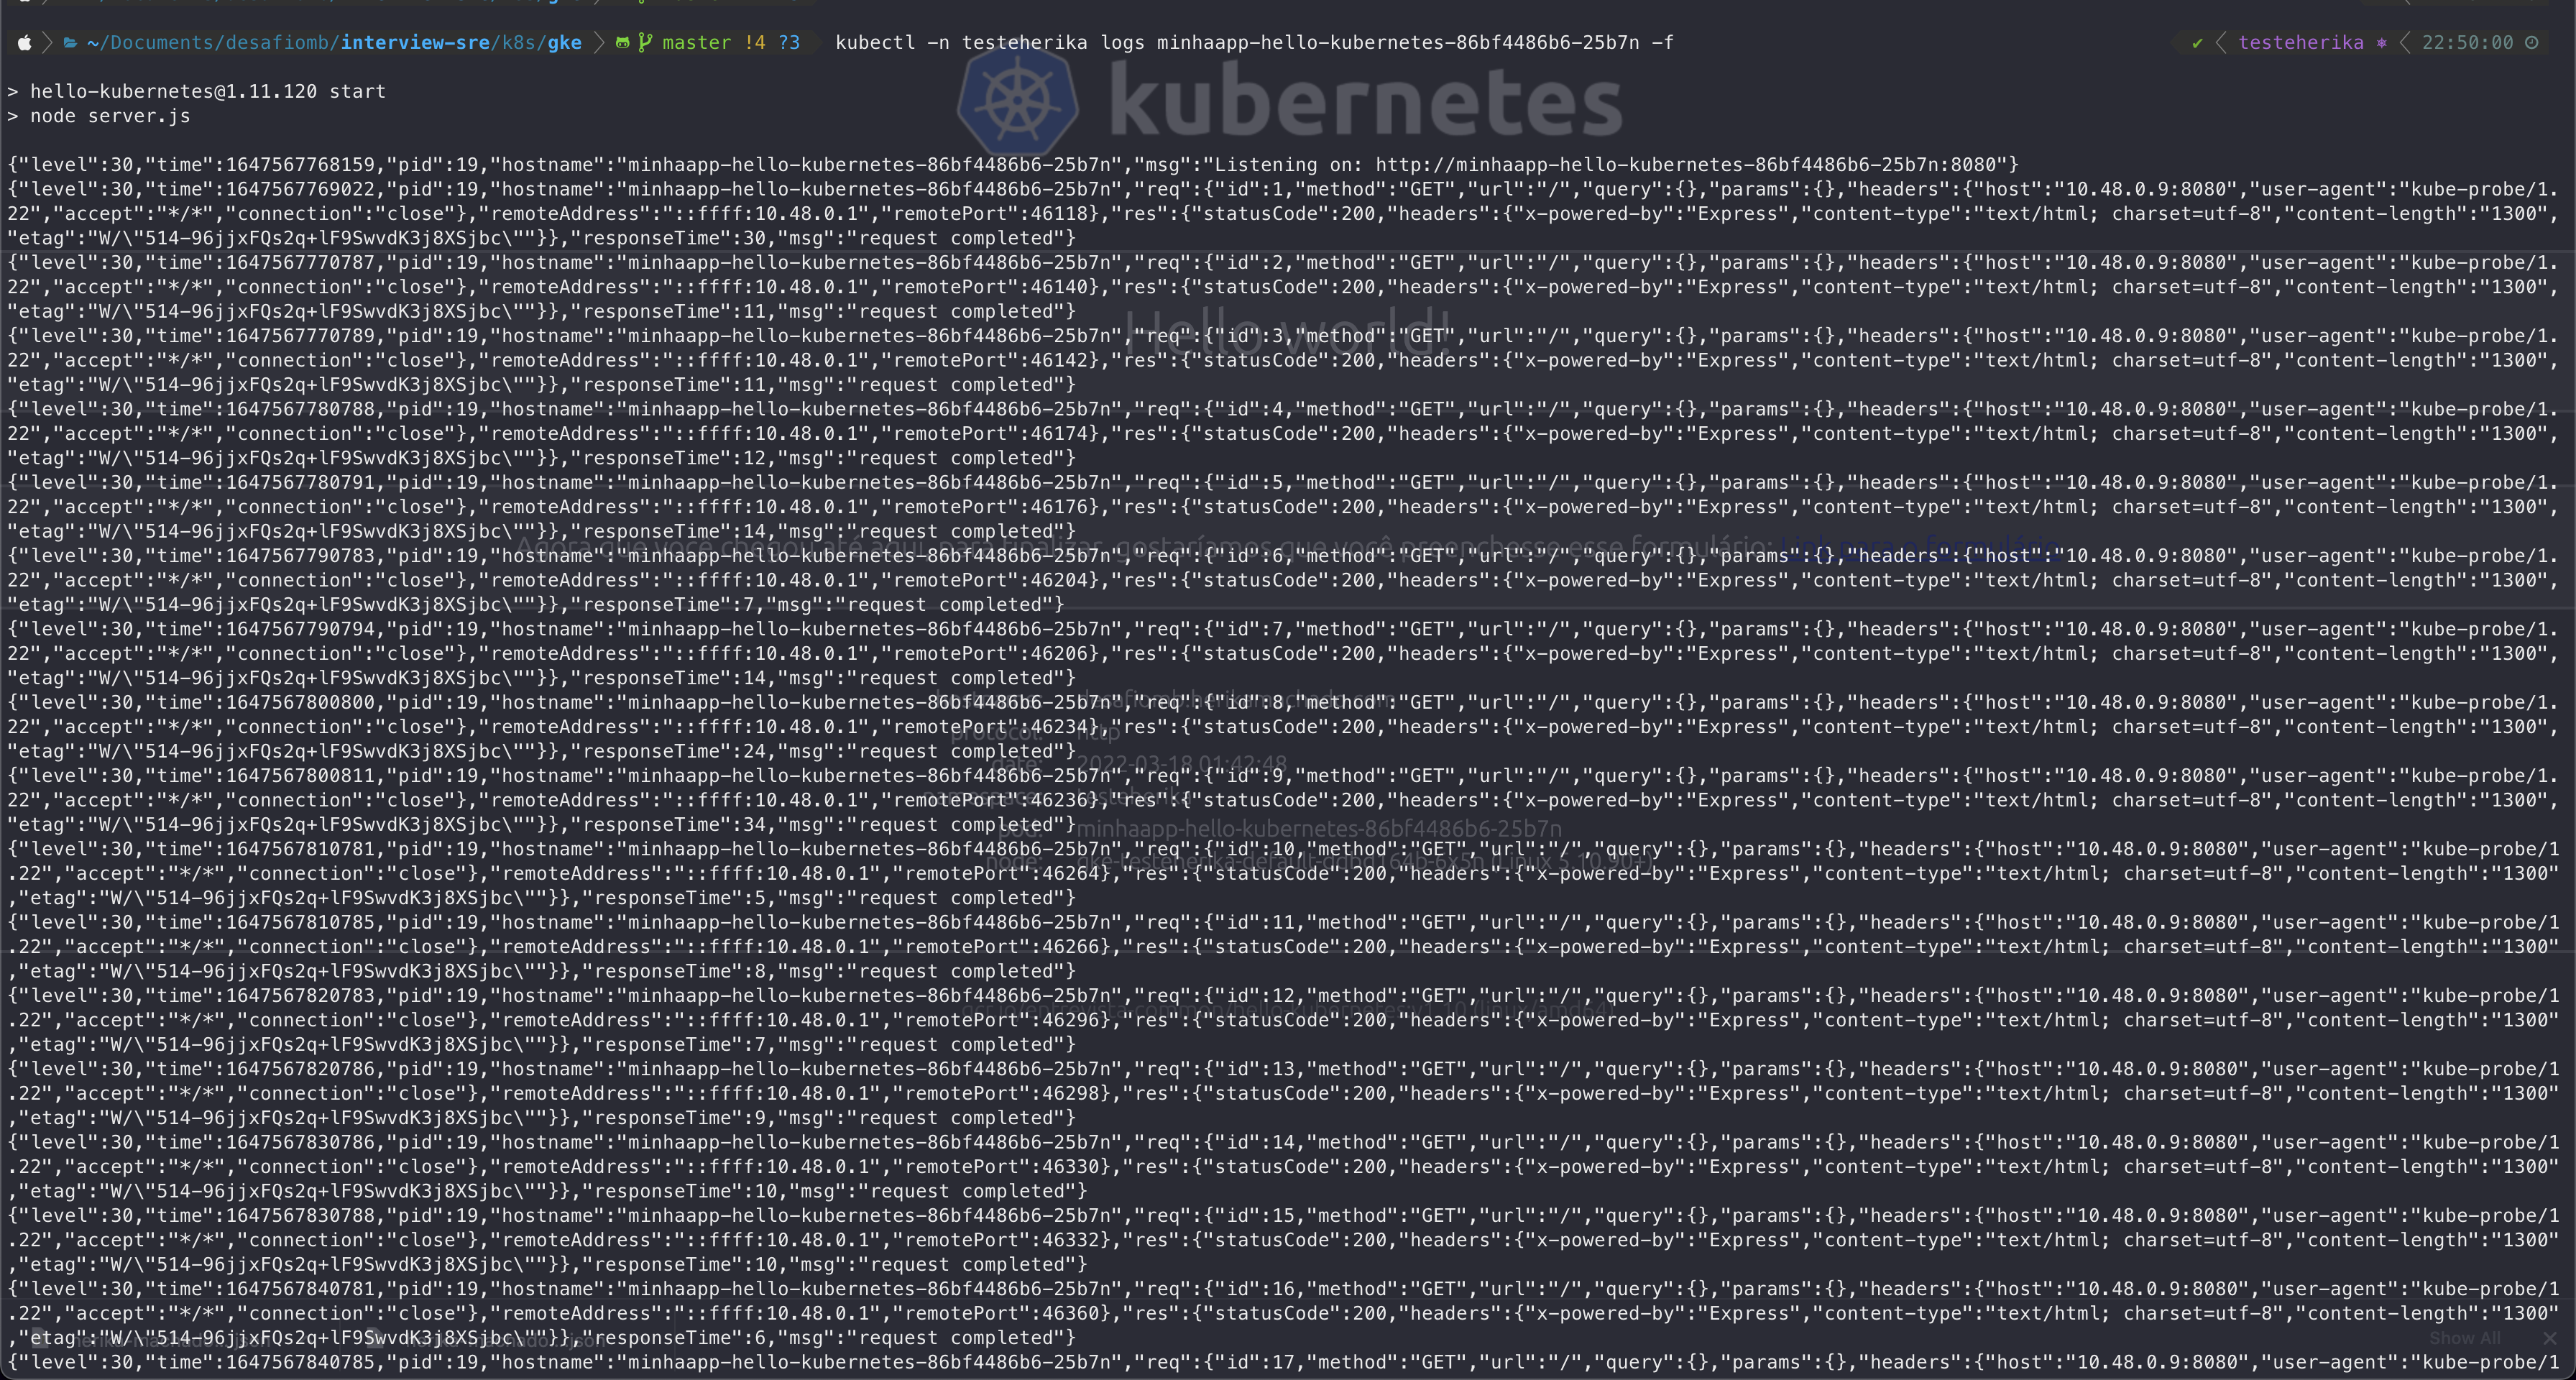 ~/Documents/desafiomb/interview-sre/k8s/gke master !4 ?3 kubectl -n testeherika logs minhaapp-hello-kubernetes-86bf4486b6-25b7n -f ✔ testeherika ⎈ 22:50:00
kubernetes
> hello-kubernetes@1.11.120 start
> node server.js
{"level":30,"time":1647567768159,"pid":19,"hostname":"minhaapp-hello-kubernetes-86bf4486b6-25b7n","msg":"Listening on: http://minhaapp-hello-kubernetes-86bf4486b6-25b7n:8080"}
{"level":30,"time":1647567769022,"pid":19,"hostname":"minhaapp-hello-kubernetes-86bf4486b6-25b7n","req":{"id":1,"method":"GET","url":"/","query":{},"params":{},"headers":{"host":"10.48.0.9:8080","user-agent":"kube-probe/1.
22","accept":"*/*","connection":"close"},"remoteAddress":"::ffff:10.48.0.1","remotePort":46118},"res":{"statusCode":200,"headers":{"x-powered-by":"Express","content-type":"text/html; charset=utf-8","content-length":"1300",
"etag":"W/\"514-96jjxFQs2q+lF9SwvdK3j8XSjbc\""}},"responseTime":30,"msg":"request completed"}
{"level":30,"time":1647567770787,"pid":19,"hostname":"minhaapp-hello-kubernetes-86bf4486b6-25b7n","req":{"id":2,"method":"GET","url":"/","query":{},"params":{},"headers":{"host":"10.48.0.9:8080","user-agent":"kube-probe/1.
22","accept":"*/*","connection":"close"},"remoteAddress":"::ffff:10.48.0.1","remotePort":46140},"res":{"statusCode":200,"headers":{"x-powered-by":"Express","content-type":"text/html; charset=utf-8","content-length":"1300",
"etag":"W/\"514-96jjxFQs2q+lF9SwvdK3j8XSjbc\""}},"responseTime":11,"msg":"request completed"}
Hello world!
{"level":30,"time":1647567770789,"pid":19,"hostname":"minhaapp-hello-kubernetes-86bf4486b6-25b7n","req":{"id":3,"method":"GET","url":"/","query":{},"params":{},"headers":{"host":"10.48.0.9:8080","user-agent":"kube-probe/1.
22","accept":"*/*","connection":"close"},"remoteAddress":"::ffff:10.48.0.1","remotePort":46142},"res":{"statusCode":200,"headers":{"x-powered-by":"Express","content-type":"text/html; charset=utf-8","content-length":"1300",
"etag":"W/\"514-96jjxFQs2q+lF9SwvdK3j8XSjbc\""}},"responseTime":11,"msg":"request completed"}
{"level":30,"time":1647567780788,"pid":19,"hostname":"minhaapp-hello-kubernetes-86bf4486b6-25b7n","req":{"id":4,"method":"GET","url":"/","query":{},"params":{},"headers":{"host":"10.48.0.9:8080","user-agent":"kube-probe/1.
22","accept":"*/*","connection":"close"},"remoteAddress":"::ffff:10.48.0.1","remotePort":46174},"res":{"statusCode":200,"headers":{"x-powered-by":"Express","content-type":"text/html; charset=utf-8","content-length":"1300",
"etag":"W/\"514-96jjxFQs2q+lF9SwvdK3j8XSjbc\""}},"responseTime":12,"msg":"request completed"}
{"level":30,"time":1647567780791,"pid":19,"hostname":"minhaapp-hello-kubernetes-86bf4486b6-25b7n","req":{"id":5,"method":"GET","url":"/","query":{},"params":{},"headers":{"host":"10.48.0.9:8080","user-agent":"kube-probe/1.
22","accept":"*/*","connection":"close"},"remoteAddress":"::ffff:10.48.0.1","remotePort":46176},"res":{"statusCode":200,"headers":{"x-powered-by":"Express","content-type":"text/html; charset=utf-8","content-length":"1300",
"etag":"W/\"514-96jjxFQs2q+lF9SwvdK3j8XSjbc\""}},"responseTime":14,"msg":"request completed"}
Agora que você chegou até aqui, para finalizar, gostaríamos que você preenchesse esse formulário: Link para o formulário
{"level":30,"time":1647567790783,"pid":19,"hostname":"minhaapp-hello-kubernetes-86bf4486b6-25b7n","req":{"id":6,"method":"GET","url":"/","query":{},"params":{},"headers":{"host":"10.48.0.9:8080","user-agent":"kube-probe/1.
22","accept":"*/*","connection":"close"},"remoteAddress":"::ffff:10.48.0.1","remotePort":46204},"res":{"statusCode":200,"headers":{"x-powered-by":"Express","content-type":"text/html; charset=utf-8","content-length":"1300",
"etag":"W/\"514-96jjxFQs2q+lF9SwvdK3j8XSjbc\""}},"responseTime":7,"msg":"request completed"}
{"level":30,"time":1647567790794,"pid":19,"hostname":"minhaapp-hello-kubernetes-86bf4486b6-25b7n","req":{"id":7,"method":"GET","url":"/","query":{},"params":{},"headers":{"host":"10.48.0.9:8080","user-agent":"kube-probe/1.
22","accept":"*/*","connection":"close"},"remoteAddress":"::ffff:10.48.0.1","remotePort":46206},"res":{"statusCode":200,"headers":{"x-powered-by":"Express","content-type":"text/html; charset=utf-8","content-length":"1300",
"etag":"W/\"514-96jjxFQs2q+lF9SwvdK3j8XSjbc\""}},"responseTime":14,"msg":"request completed"}
{"level":30,"time":1647567800800,"pid":19,"hostname":"minhaapp-hello-kubernetes-86bf4486b6-25b7n","req":{"id":8,"method":"GET","url":"/","query":{},"params":{},"headers":{"host":"10.48.0.9:8080","user-agent":"kube-probe/1.
22","accept":"*/*","connection":"close"},"remoteAddress":"::ffff:10.48.0.1","remotePort":46234},"res":{"statusCode":200,"headers":{"x-powered-by":"Express","content-type":"text/html; charset=utf-8","content-length":"1300",
protocol: http
"etag":"W/\"514-96jjxFQs2q+lF9SwvdK3j8XSjbc\""}},"responseTime":24,"msg":"request completed"}
date: 2022-03-18 01:42:48
{"level":30,"time":1647567800811,"pid":19,"hostname":"minhaapp-hello-kubernetes-86bf4486b6-25b7n","req":{"id":9,"method":"GET","url":"/","query":{},"params":{},"headers":{"host":"10.48.0.9:8080","user-agent":"kube-probe/1.
namespace: testeherika
22","accept":"*/*","connection":"close"},"remoteAddress":"::ffff:10.48.0.1","remotePort":46236},"res":{"statusCode":200,"headers":{"x-powered-by":"Express","content-type":"text/html; charset=utf-8","content-length":"1300",
"etag":"W/\"514-96jjxFQs2q+lF9SwvdK3j8XSjbc\""}},"responseTime":34,"msg":"request completed"}
pod: minhaapp-hello-kubernetes-86bf4486b6-25b7n
{"level":30,"time":1647567810781,"pid":19,"hostname":"minhaapp-hello-kubernetes-86bf4486b6-25b7n","req":{"id":10,"method":"GET","url":"/","query":{},"params":{},"headers":{"host":"10.48.0.9:8080","user-agent":"kube-probe/1
node:
.22","accept":"*/*","connection":"close"},"remoteAddress":"::ffff:10.48.0.1","remotePort":46264},"res":{"statusCode":200,"headers":{"x-powered-by":"Express","content-type":"text/html; charset=utf-8","content-length":"1300"
,"etag":"W/\"514-96jjxFQs2q+lF9SwvdK3j8XSjbc\""}},"responseTime":5,"msg":"request completed"}
{"level":30,"time":1647567810785,"pid":19,"hostname":"minhaapp-hello-kubernetes-86bf4486b6-25b7n","req":{"id":11,"method":"GET","url":"/","query":{},"params":{},"headers":{"host":"10.48.0.9:8080","user-agent":"kube-probe/1
.22","accept":"*/*","connection":"close"},"remoteAddress":"::ffff:10.48.0.1","remotePort":46266},"res":{"statusCode":200,"headers":{"x-powered-by":"Express","content-type":"text/html; charset=utf-8","content-length":"1300"
,"etag":"W/\"514-96jjxFQs2q+lF9SwvdK3j8XSjbc\""}},"responseTime":8,"msg":"request completed"}
{"level":30,"time":1647567820783,"pid":19,"hostname":"minhaapp-hello-kubernetes-86bf4486b6-25b7n","req":{"id":12,"method":"GET","url":"/","query":{},"params":{},"headers":{"host":"10.48.0.9:8080","user-agent":"kube-probe/1
.22","accept":"*/*","connection":"close"},"remoteAddress":"::ffff:10.48.0.1","remotePort":46296},"res":{"statusCode":200,"headers":{"x-powered-by":"Express","content-type":"text/html; charset=utf-8","content-length":"1300"
,"etag":"W/\"514-96jjxFQs2q+lF9SwvdK3j8XSjbc\""}},"responseTime":7,"msg":"request completed"}
{"level":30,"time":1647567820786,"pid":19,"hostname":"minhaapp-hello-kubernetes-86bf4486b6-25b7n","req":{"id":13,"method":"GET","url":"/","query":{},"params":{},"headers":{"host":"10.48.0.9:8080","user-agent":"kube-probe/1
.22","accept":"*/*","connection":"close"},"remoteAddress":"::ffff:10.48.0.1","remotePort":46298},"res":{"statusCode":200,"headers":{"x-powered-by":"Express","content-type":"text/html; charset=utf-8","content-length":"1300"
,"etag":"W/\"514-96jjxFQs2q+lF9SwvdK3j8XSjbc\""}},"responseTime":9,"msg":"request completed"}
{"level":30,"time":1647567830786,"pid":19,"hostname":"minhaapp-hello-kubernetes-86bf4486b6-25b7n","req":{"id":14,"method":"GET","url":"/","query":{},"params":{},"headers":{"host":"10.48.0.9:8080","user-agent":"kube-probe/1
.22","accept":"*/*","connection":"close"},"remoteAddress":"::ffff:10.48.0.1","remotePort":46330},"res":{"statusCode":200,"headers":{"x-powered-by":"Express","content-type":"text/html; charset=utf-8","content-length":"1300"
,"etag":"W/\"514-96jjxFQs2q+lF9SwvdK3j8XSjbc\""}},"responseTime":10,"msg":"request completed"}
{"level":30,"time":1647567830788,"pid":19,"hostname":"minhaapp-hello-kubernetes-86bf4486b6-25b7n","req":{"id":15,"method":"GET","url":"/","query":{},"params":{},"headers":{"host":"10.48.0.9:8080","user-agent":"kube-probe/1
.22","accept":"*/*","connection":"close"},"remoteAddress":"::ffff:10.48.0.1","remotePort":46332},"res":{"statusCode":200,"headers":{"x-powered-by":"Express","content-type":"text/html; charset=utf-8","content-length":"1300"
,"etag":"W/\"514-96jjxFQs2q+lF9SwvdK3j8XSjbc\""}},"responseTime":10,"msg":"request completed"}
{"level":30,"time":1647567840781,"pid":19,"hostname":"minhaapp-hello-kubernetes-86bf4486b6-25b7n","req":{"id":16,"method":"GET","url":"/","query":{},"params":{},"headers":{"host":"10.48.0.9:8080","user-agent":"kube-probe/1
.22","accept":"*/*","connection":"close"},"remoteAddress":"::ffff:10.48.0.1","remotePort":46360},"res":{"statusCode":200,"headers":{"x-powered-by":"Express","content-type":"text/html; charset=utf-8","content-length":"1300"
,"etag":"W/\"514-96jjxFQs2q+lF9SwvdK3j8XSjbc\""}},"responseTime":6,"msg":"request completed"}
Show All
{"level":30,"time":1647567840785,"pid":19,"hostname":"minhaapp-hello-kubernetes-86bf4486b6-25b7n","req":{"id":17,"method":"GET","url":"/","query":{},"params":{},"headers":{"host":"10.48.0.9:8080","user-agent":"kube-probe/1